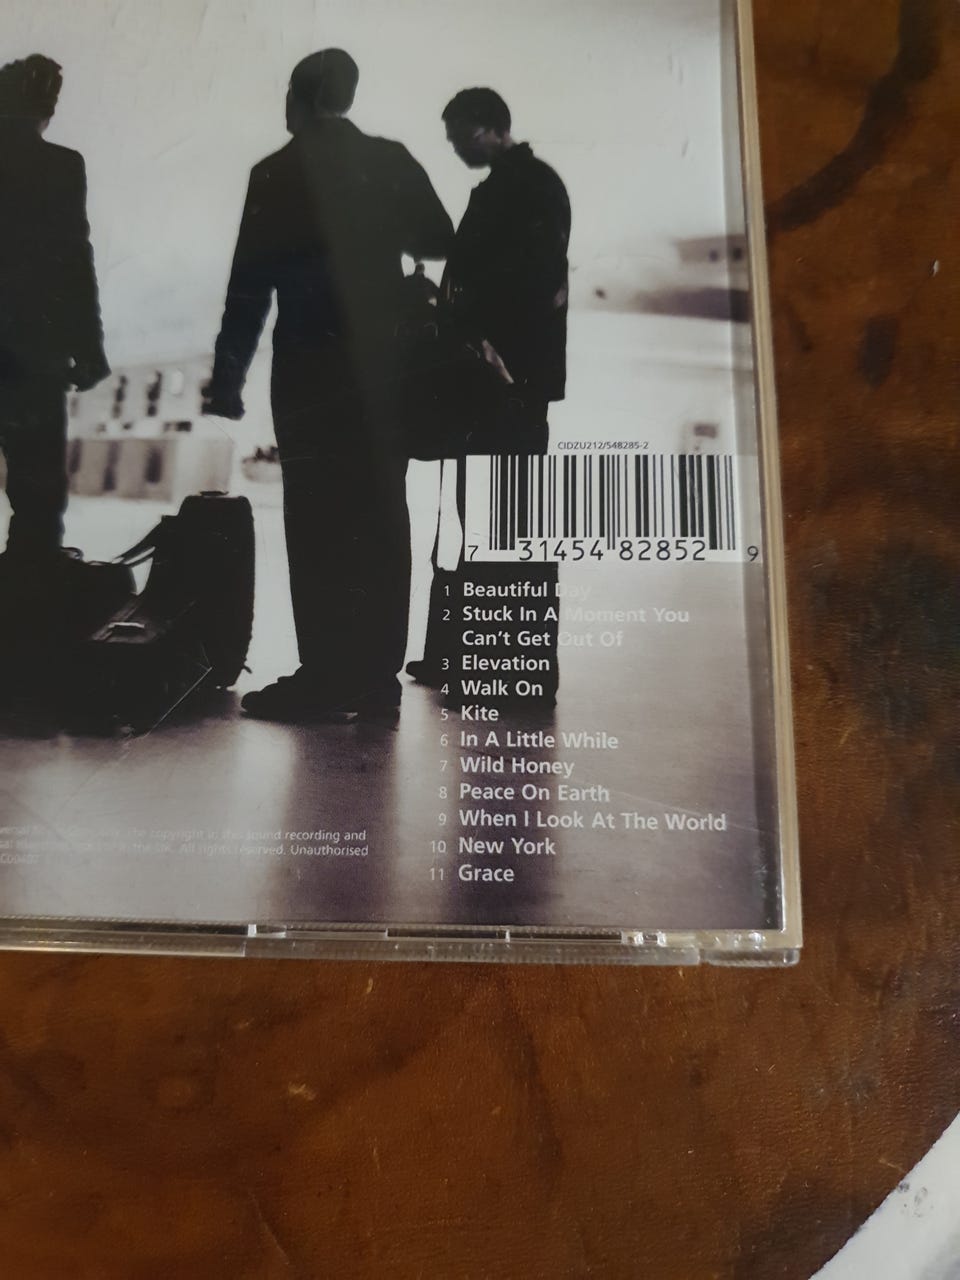 CIDZU212/548285-2
7 31454 82852 9
1 Beautiful Day
2 Stuck In A Moment You
Can't Get Out Of
3 Elevation
4 Walk On
5 Kite
6 In A Little While
7 Wild Honey
8 Peace On Earth
9 When I Look At The World
10 New York
11 Grace
the copyright in this sound recording and
in the UK. All rights reserved. Unauthorised